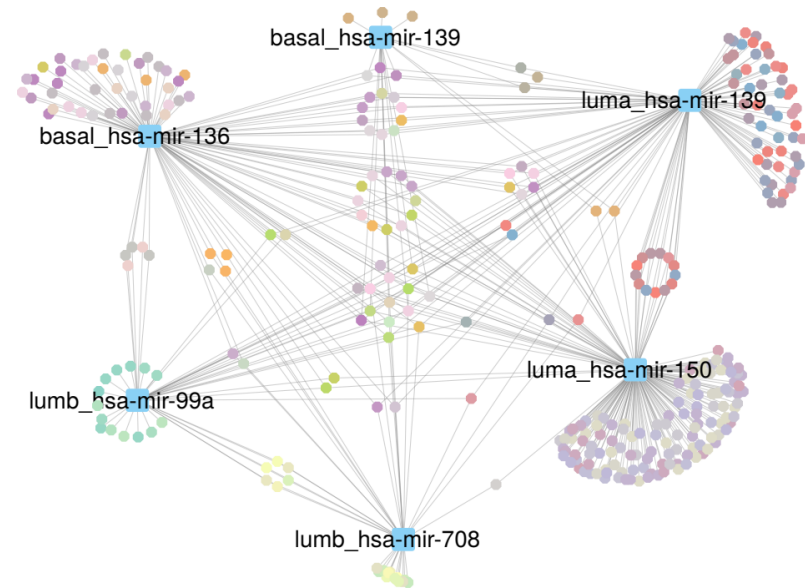 basal_hsa-mir-139
luma_hsa-mir-139
basal_hsa-mir-136
luma_hsa-mir-150
lumb_hsa-mir-99a
lumb_hsa-mir-708